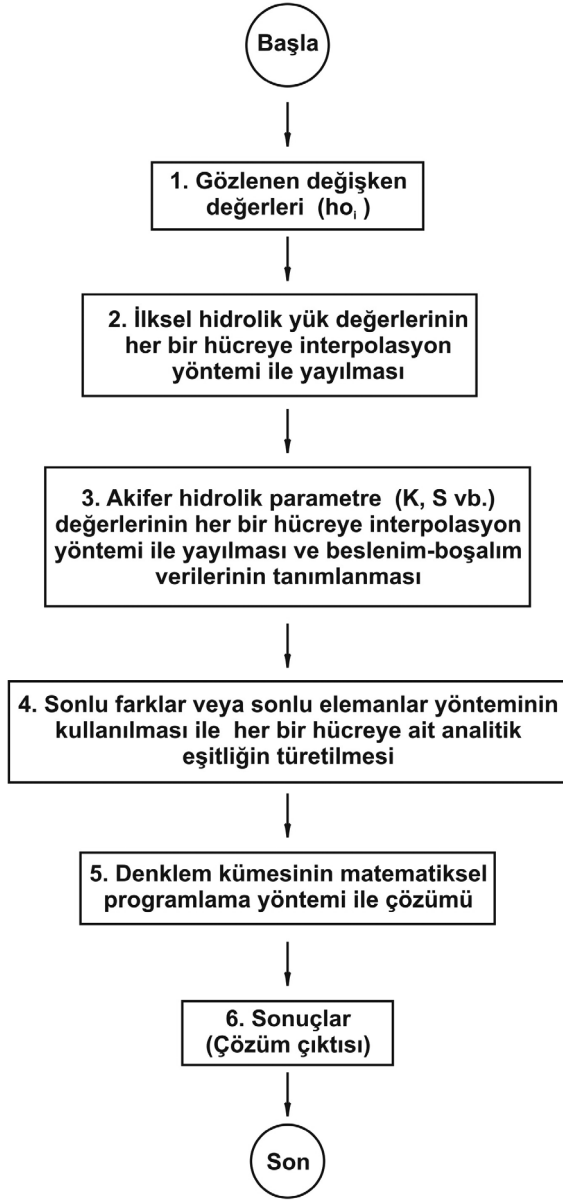 Başla
1. Gözlenen değişken
değerleri (hoi )
2. İlksel hidrolik yük değerlerinin
her bir hücreye interpolasyon
yöntemi ile yayılması
3. Akifer hidrolik parametre (K, S vb.)
değerlerinin her bir hücreye interpolasyon
yöntemi ile yayılması ve beslenim-boşalım
verilerinin tanımlanması
4. Sonlu farklar veya sonlu elemanlar yönteminin
kullanılması ile her bir hücreye ait analitik
eşitliğin türetilmesi
5. Denklem kümesinin matematiksel
programlama yöntemi ile çözümü
6. Sonuçlar
(Çözüm çıktısı)
Son